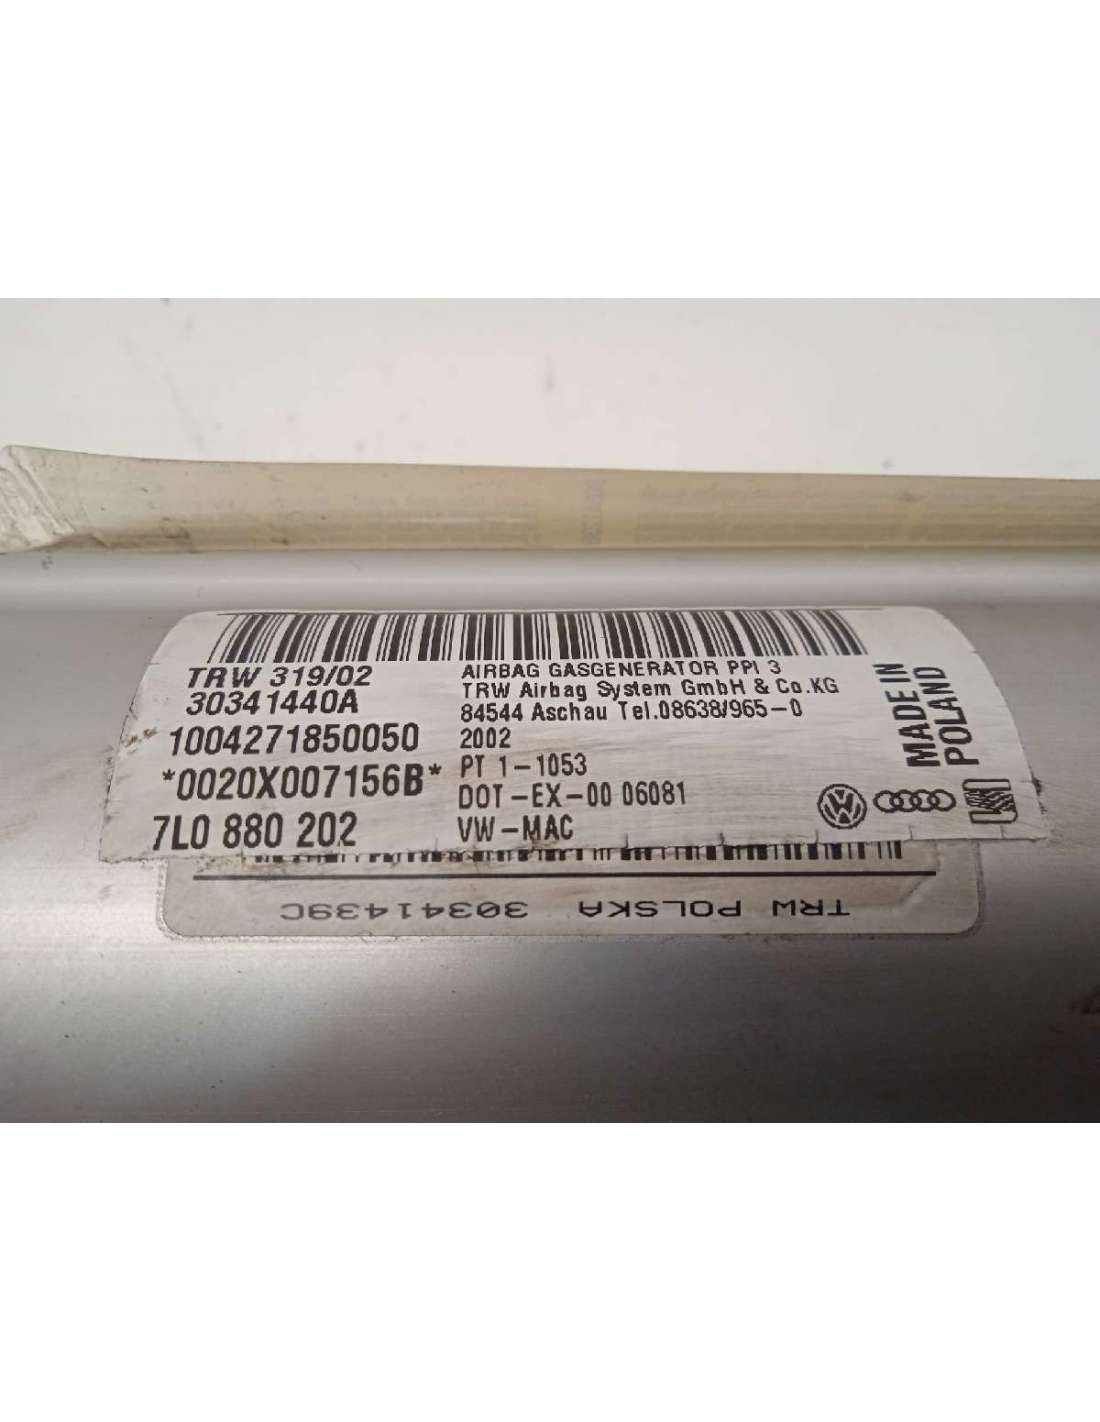 TRW 319/02
30341440A
1004271850050
*0020X007156B*
7L0 880 202
AIRBAG GASGENERATOR PPI 3
TRW Airbag System GmbH & Co.KG
84544 Aschau Tel.08638/965-0
2002
PT 1-1053
DOT-EX-00 06081
VW-MAC
MADE IN
POLAND
TRW POLSKA 30341439C